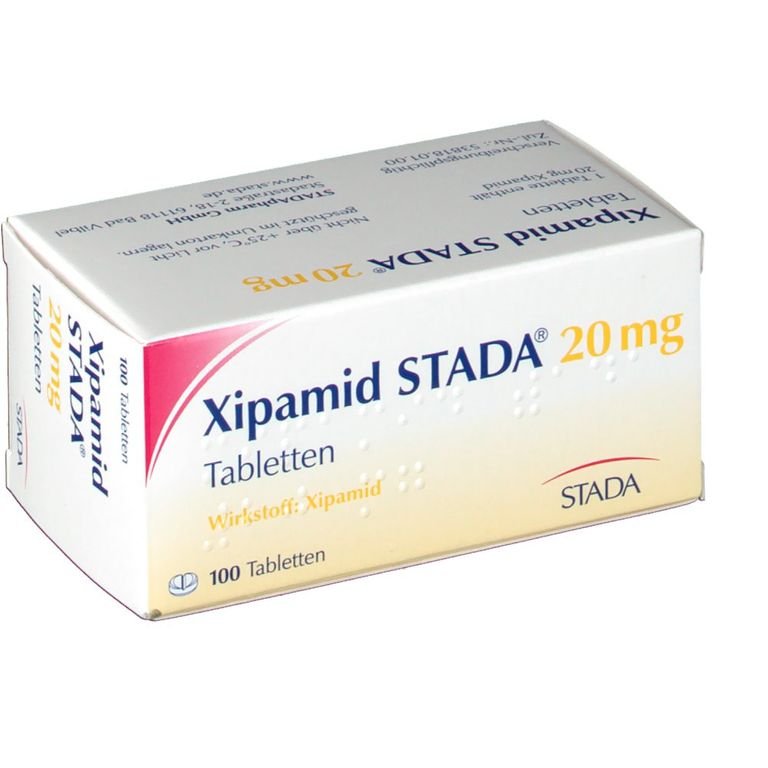 Verschreibungspflichtig
Zul.-Nr.: 53818.01.00
1 Tablette enthält
20 mg Xipamid
Tabletten
Xipamid STADA® 20 mg
Nicht über +25°C, vor Licht
geschützt im Umkarton lagern.
STADApharm GmbH
Stadastraße 2-18, 61118 Bad Vilbel
www.stada.de
Xipamid STADA® 20 mg
Tabletten
Wirkstoff: Xipamid
100 Tabletten
STADA
100 Tabletten
Xipamid
STADA®
20 mg
Tabletten
STADA